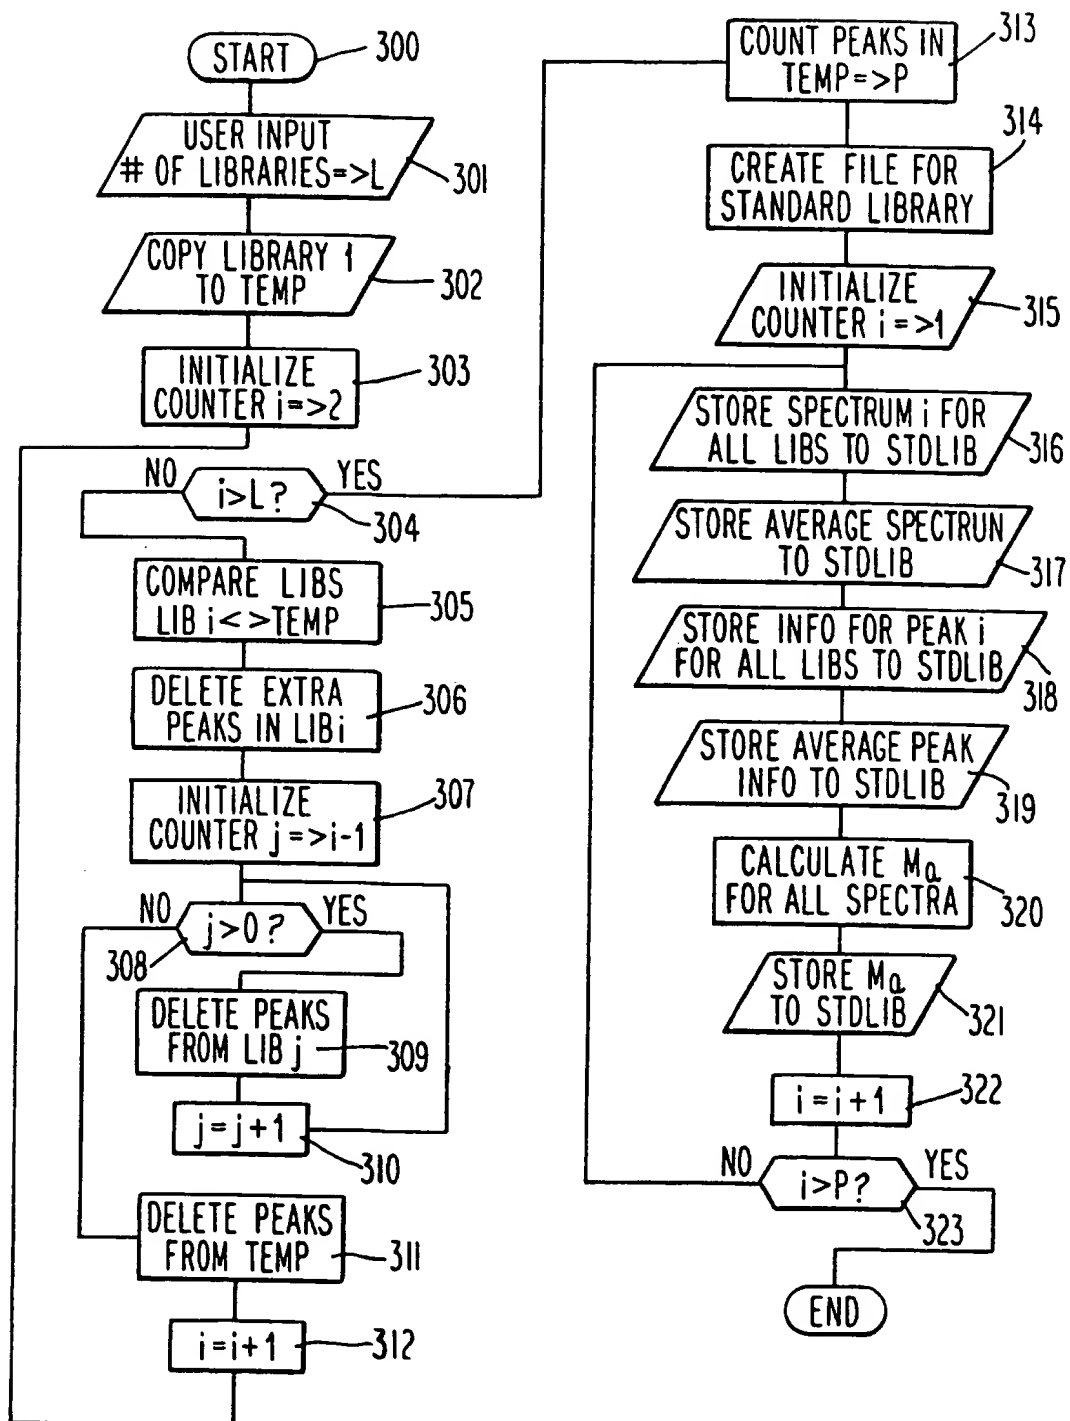 START
300
USER INPUT
# OF LIBRARIES=>L
301
COPY LIBRARY 1
TO TEMP
302
INITIALIZE
COUNTER i=>2
303
NO
i>L?
YES
304
COMPARE LIBS
LIB i<>TEMP
305
DELETE EXTRA
PEAKS IN LIB i
306
INITIALIZE
COUNTER j=>i-1
307
NO
j>0?
YES
308
DELETE PEAKS
FROM LIB j
309
j=j+1
310
DELETE PEAKS
FROM TEMP
311
i=i+1
312
COUNT PEAKS IN
TEMP=>P
313
CREATE FILE FOR
STANDARD LIBRARY
314
INITIALIZE
COUNTER i=>1
315
STORE SPECTRUM i FOR
ALL LIBS TO STDLIB
316
STORE AVERAGE SPECTRUN
TO STDLIB
317
STORE INFO FOR PEAK i
FOR ALL LIBS TO STDLIB
318
STORE AVERAGE PEAK
INFO TO STDLIB
319
CALCULATE Ma
FOR ALL SPECTRA
320
STORE Ma
TO STDLIB
321
i=i+1
322
NO
i>P?
YES
323
END